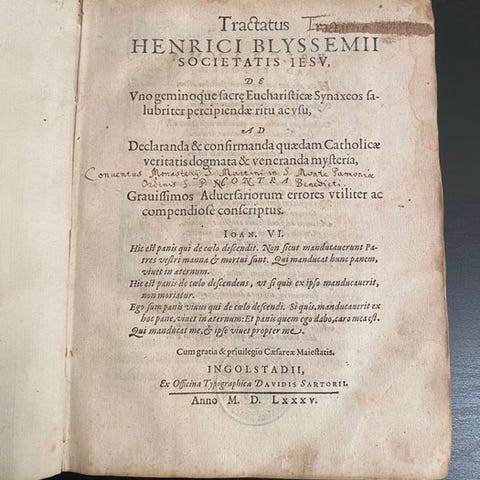 Tractatus
HENRICI BLYSSEMII
SOCIETATIS IESV,
DE
Vno geminoque sacrę Eucharisticæ Synaxeos sa-
lubriter percipiendæ ritu ac vsu,
AD
Declaranda & confirmanda quædam Catholicæ
veritatis dogmata & veneranda mysteria,
Conventus Monasterij S. Martini in S. Monte Pannoniæ
Ordinis S. P. N. Benedicti.
CONTRA
Grauissimos Aduersariorum errores vtiliter ac
compendiose conscriptus.
IOAN. VI.
Hic est panis qui de cœlo descendit. Non sicut manducauerunt Pa-
tres vestri manna & mortui sunt. Qui manducat hunc panem,
viuet in æternum.
Hic est panis de cœlo descendens, vt si quis ex ipso manducauerit,
non moriatur.
Ego sum panis viuus qui de cœlo descendi. Si quis manducauerit ex
hoc pane, viuet in æternum: Et panis quem ego dabo, caro mea est.
Qui manducat me, & ipse viuet propter me.
Cum gratia & priuilegio Cæsareæ Maiestatis.
INGOLSTADII,
Ex Officina Typographica DAVIDIS SARTORII.
Anno M. D. LXXXV.